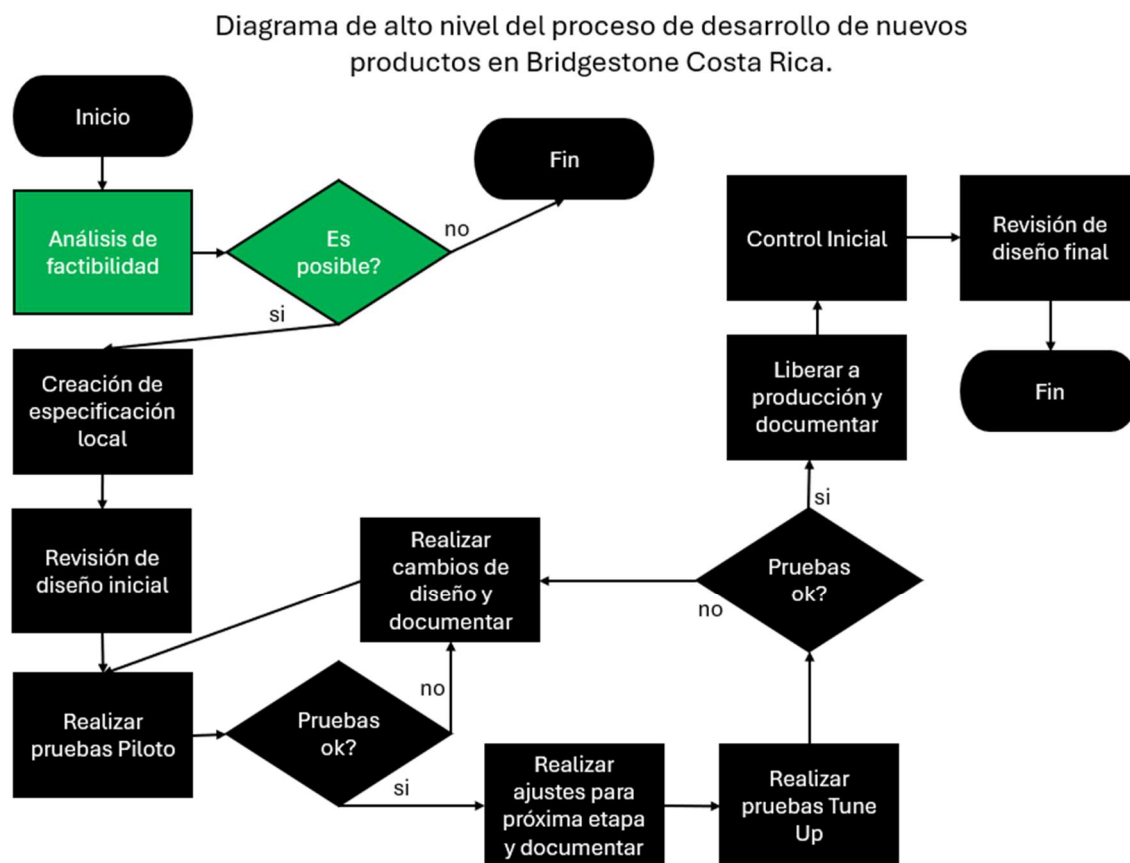 Diagrama de alto nivel del proceso de desarrollo de nuevos
productos en Bridgestone Costa Rica.
Inicio
Análisis de
factibilidad
Es
posible?
no
Fin
si
Creación de
especificación
local
Revisión de
diseño inicial
Realizar
pruebas Piloto
Pruebas
ok?
no
Realizar
cambios de
diseño y
documentar
si
Realizar
ajustes para
próxima etapa
y documentar
Realizar
pruebas Tune
Up
Pruebas
ok?
no
si
Liberar a
producción y
documentar
Control Inicial
Revisión de
diseño final
Fin